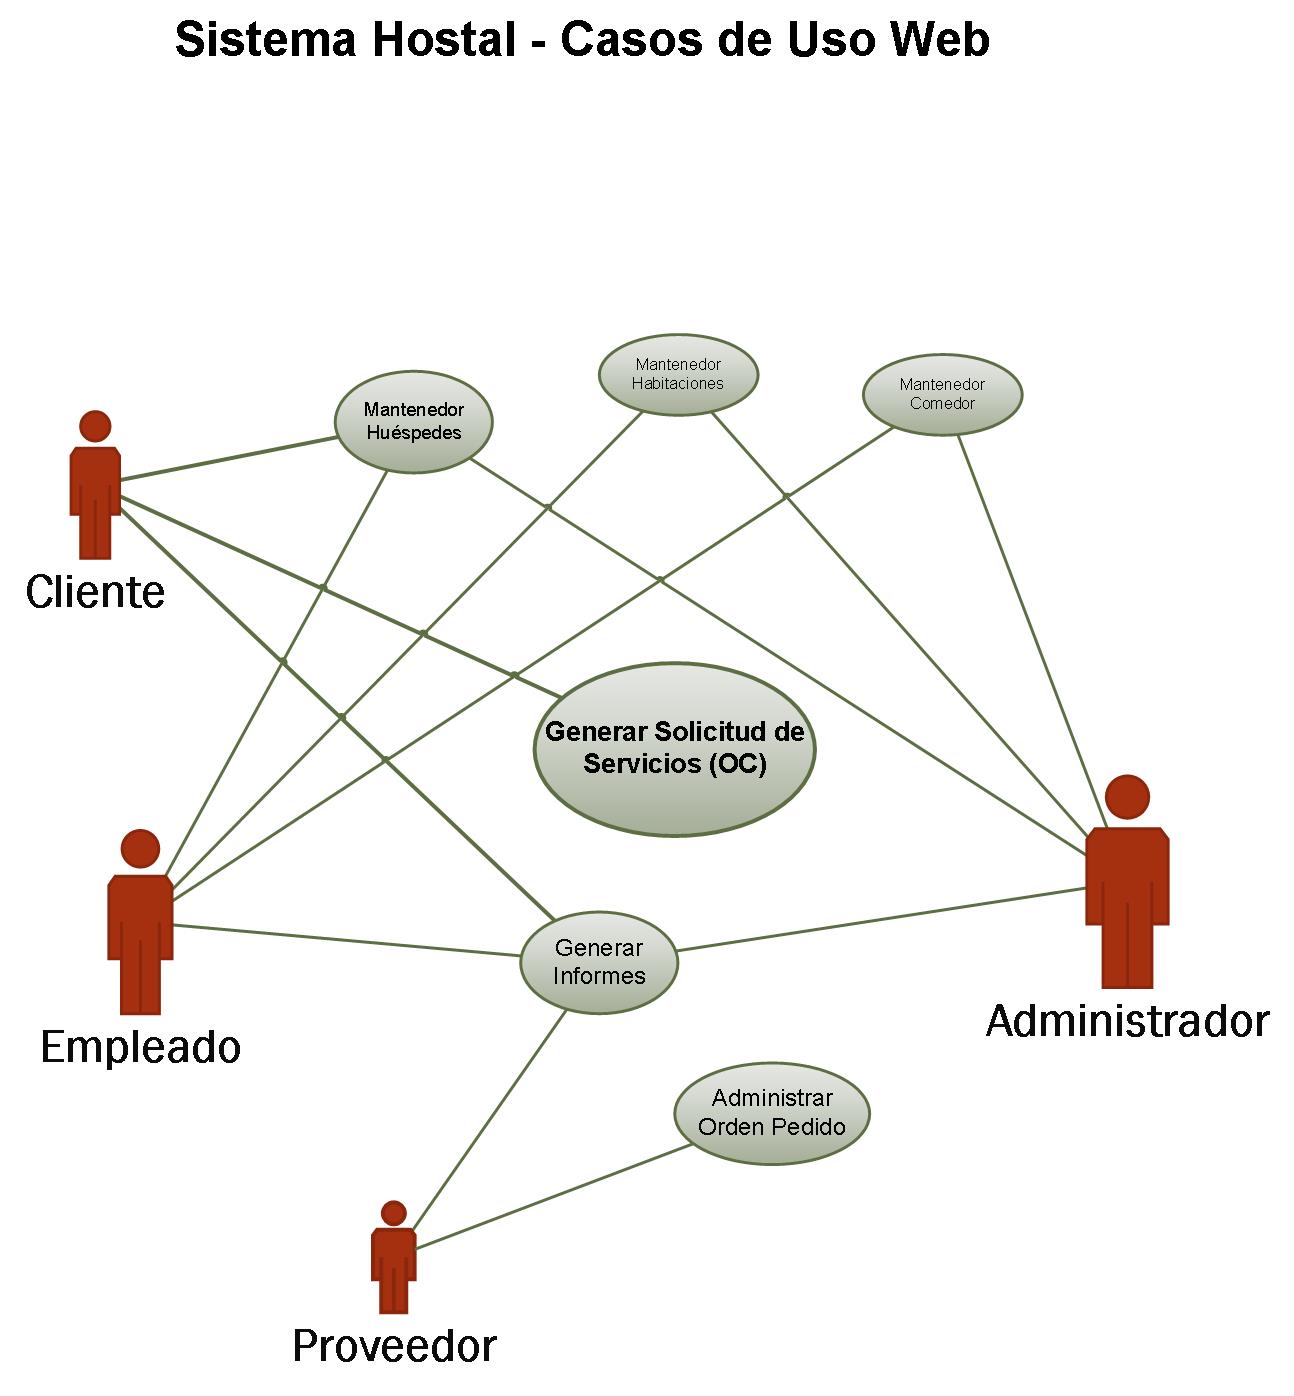 Sistema Hostal - Casos de Uso Web
Mantenedor
Habitaciones
Mantenedor
Comedor
Mantenedor
Huéspedes
Cliente
Generar Solicitud de
Servicios (OC)
Generar
Informes
Administrador
Empleado
Administrar
Orden Pedido
Proveedor